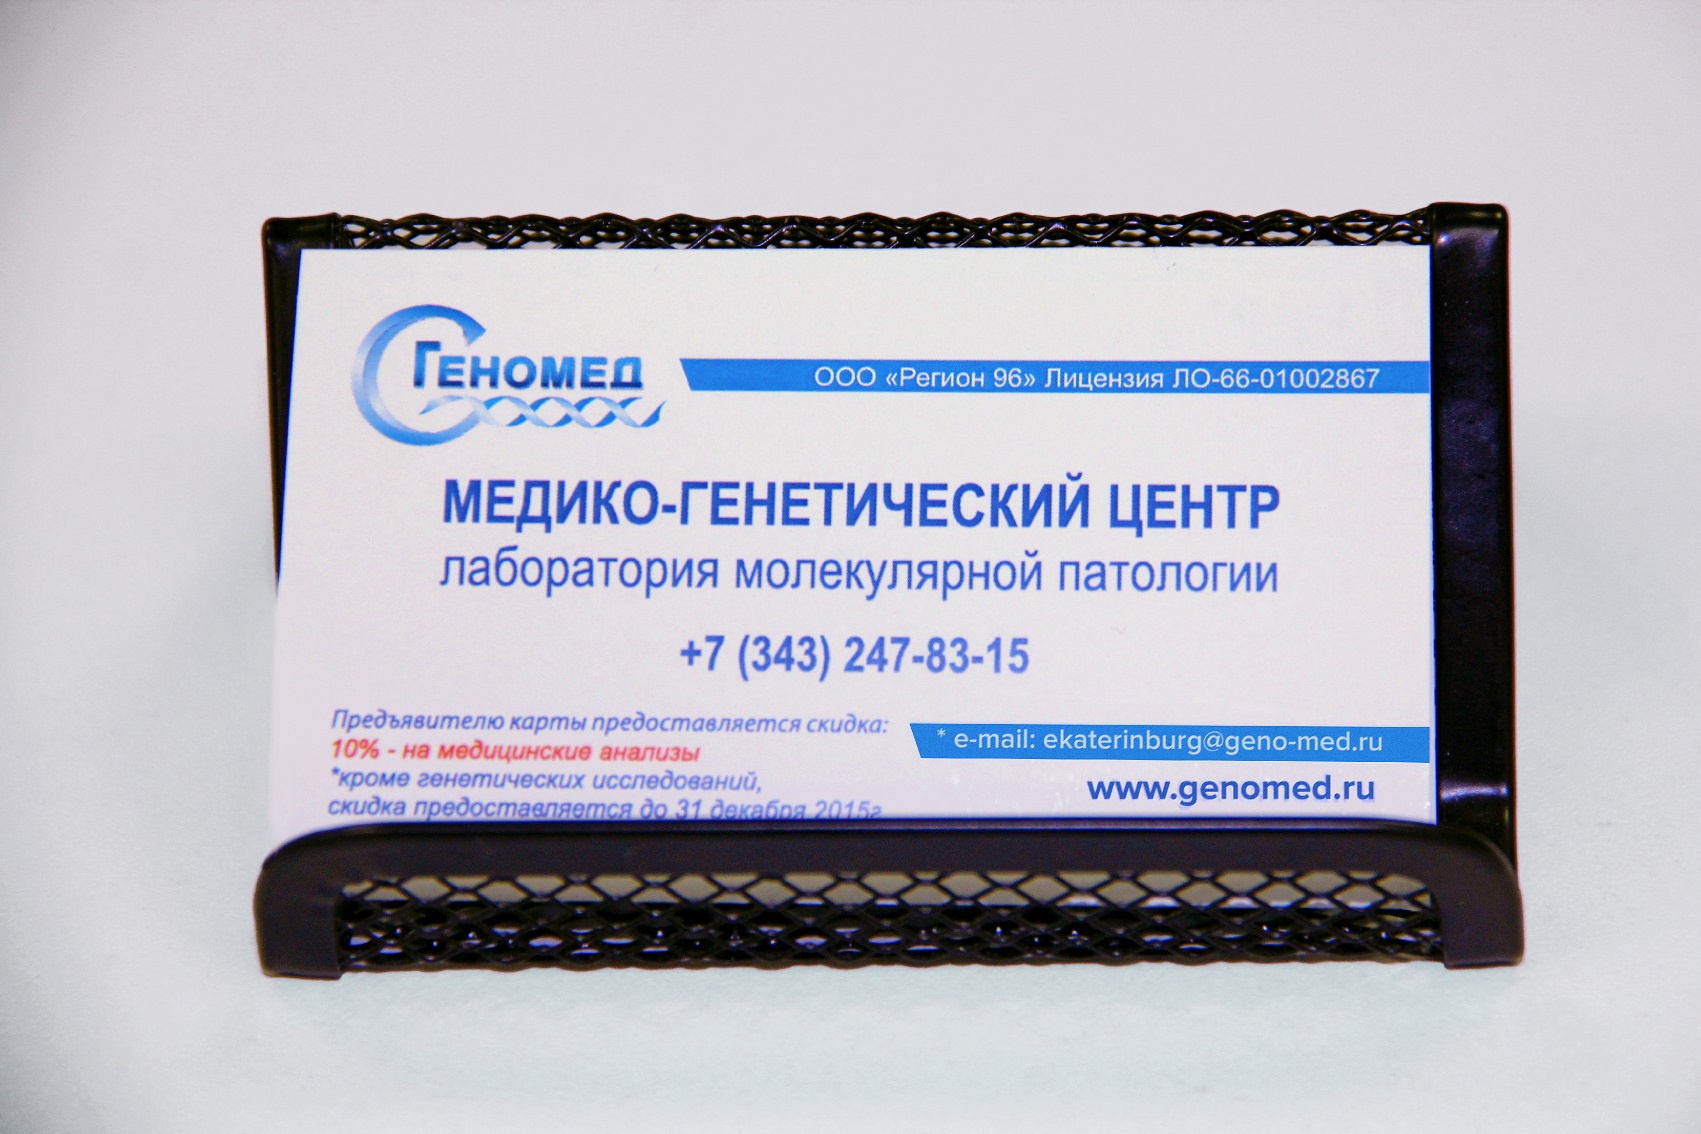 ГЕНОМЕД
ООО «Регион 96» Лицензия ЛО-66-01002867
МЕДИКО-ГЕНЕТИЧЕСКИЙ ЦЕНТР
лаборатория молекулярной патологии
+7 (343) 247-83-15
Предъявителю карты предоставляется скидка:
10% - на медицинские анализы
*кроме генетических исследований,
скидка предоставляется до 31 декабря 2015г
* e-mail: ekaterinburg@geno-med.ru
www.genomed.ru